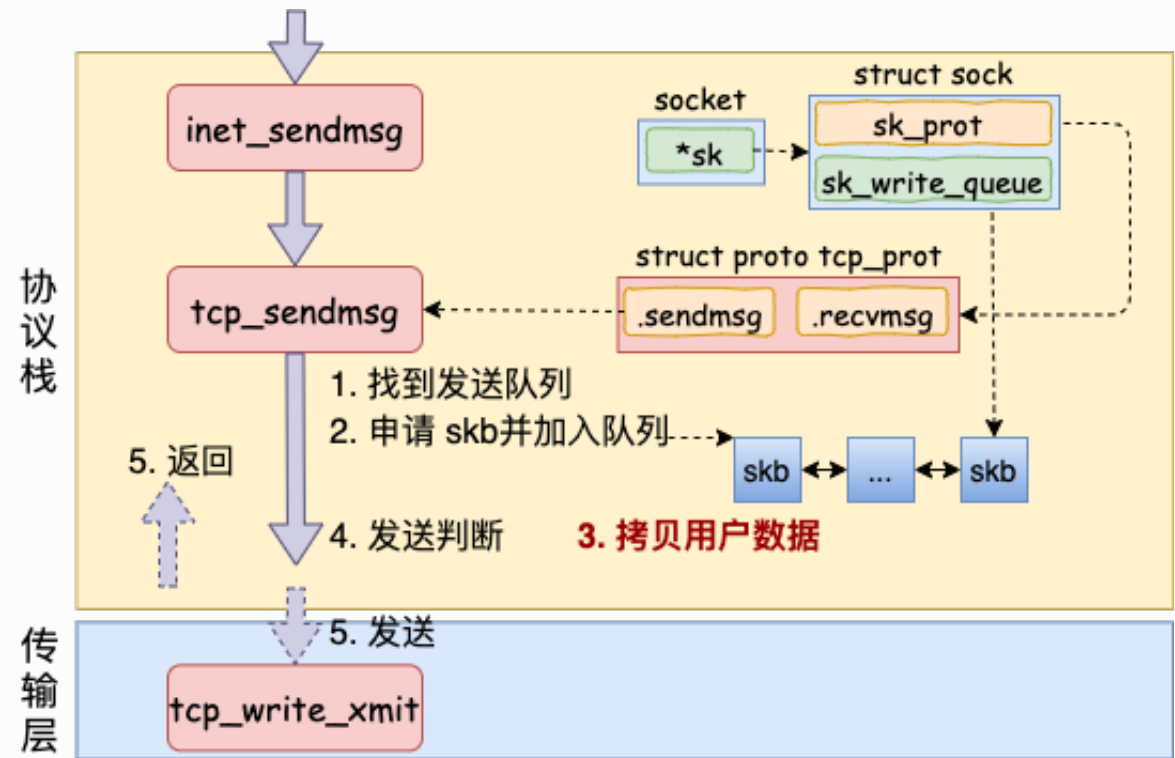 struct sock
socket
inet_sendmsg
sk_prot
*sk
sk_write_queue
struct proto tcp_prot
协议栈
tcp_sendmsg
.sendmsg
.recvmsg
1. 找到发送队列
2. 申请 skb并加入队列
5. 返回
skb
...
skb
4. 发送判断
3. 拷贝用户数据
5. 发送
传输层
tcp_write_xmit